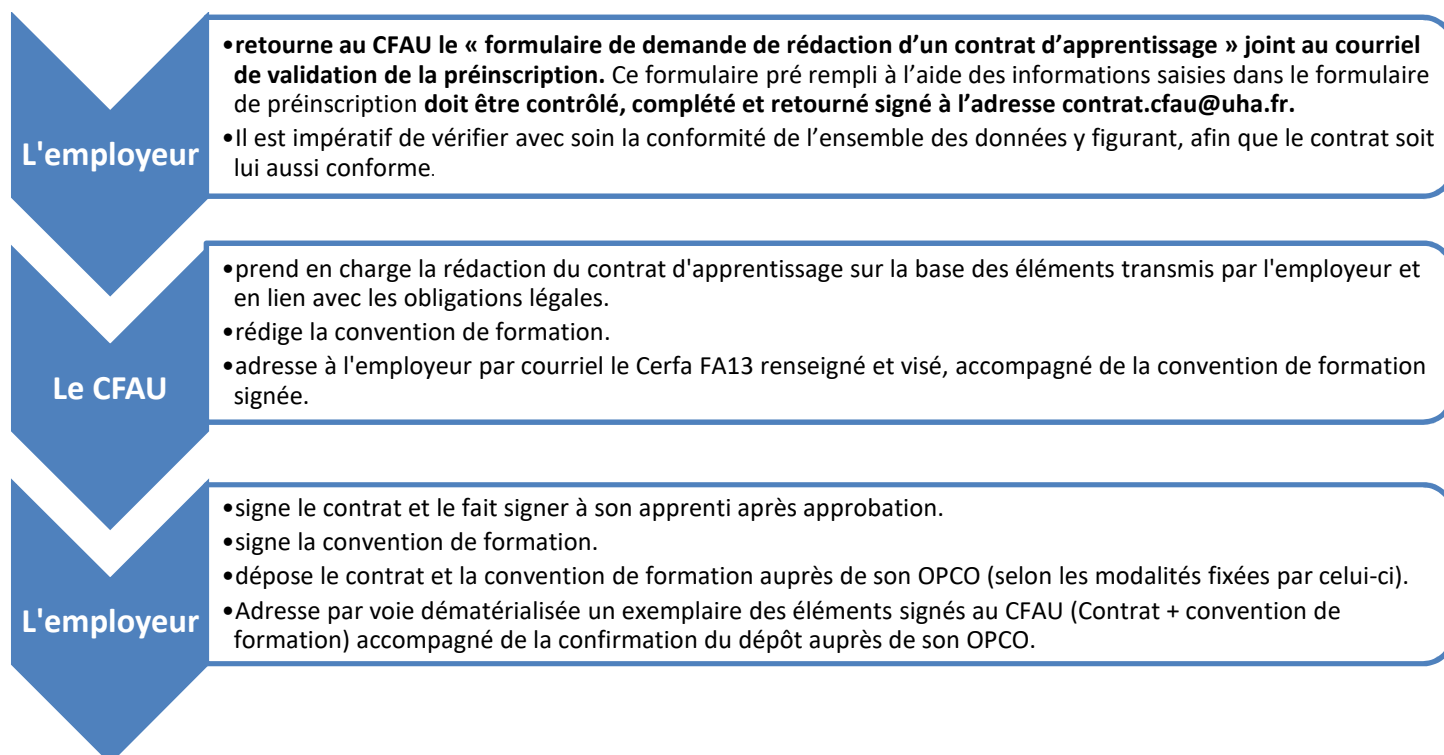 L'employeur
•retourne au CFAU le « formulaire de demande de rédaction d’un contrat d’apprentissage » joint au courriel
de validation de la préinscription. Ce formulaire pré rempli à l’aide des informations saisies dans le formulaire
de préinscription doit être contrôlé, complété et retourné signé à l’adresse contrat.cfau@uha.fr.
•Il est impératif de vérifier avec soin la conformité de l’ensemble des données y figurant, afin que le contrat soit
lui aussi conforme.
Le CFAU
•prend en charge la rédaction du contrat d'apprentissage sur la base des éléments transmis par l'employeur et
en lien avec les obligations légales.
•rédige la convention de formation.
•adresse à l'employeur par courriel le Cerfa FA13 renseigné et visé, accompagné de la convention de formation
signée.
L'employeur
•signe le contrat et le fait signer à son apprenti après approbation.
•signe la convention de formation.
•dépose le contrat et la convention de formation auprès de son OPCO (selon les modalités fixées par celui-ci).
•Adresse par voie dématérialisée un exemplaire des éléments signés au CFAU (Contrat + convention de
formation) accompagné de la confirmation du dépôt auprès de son OPCO.